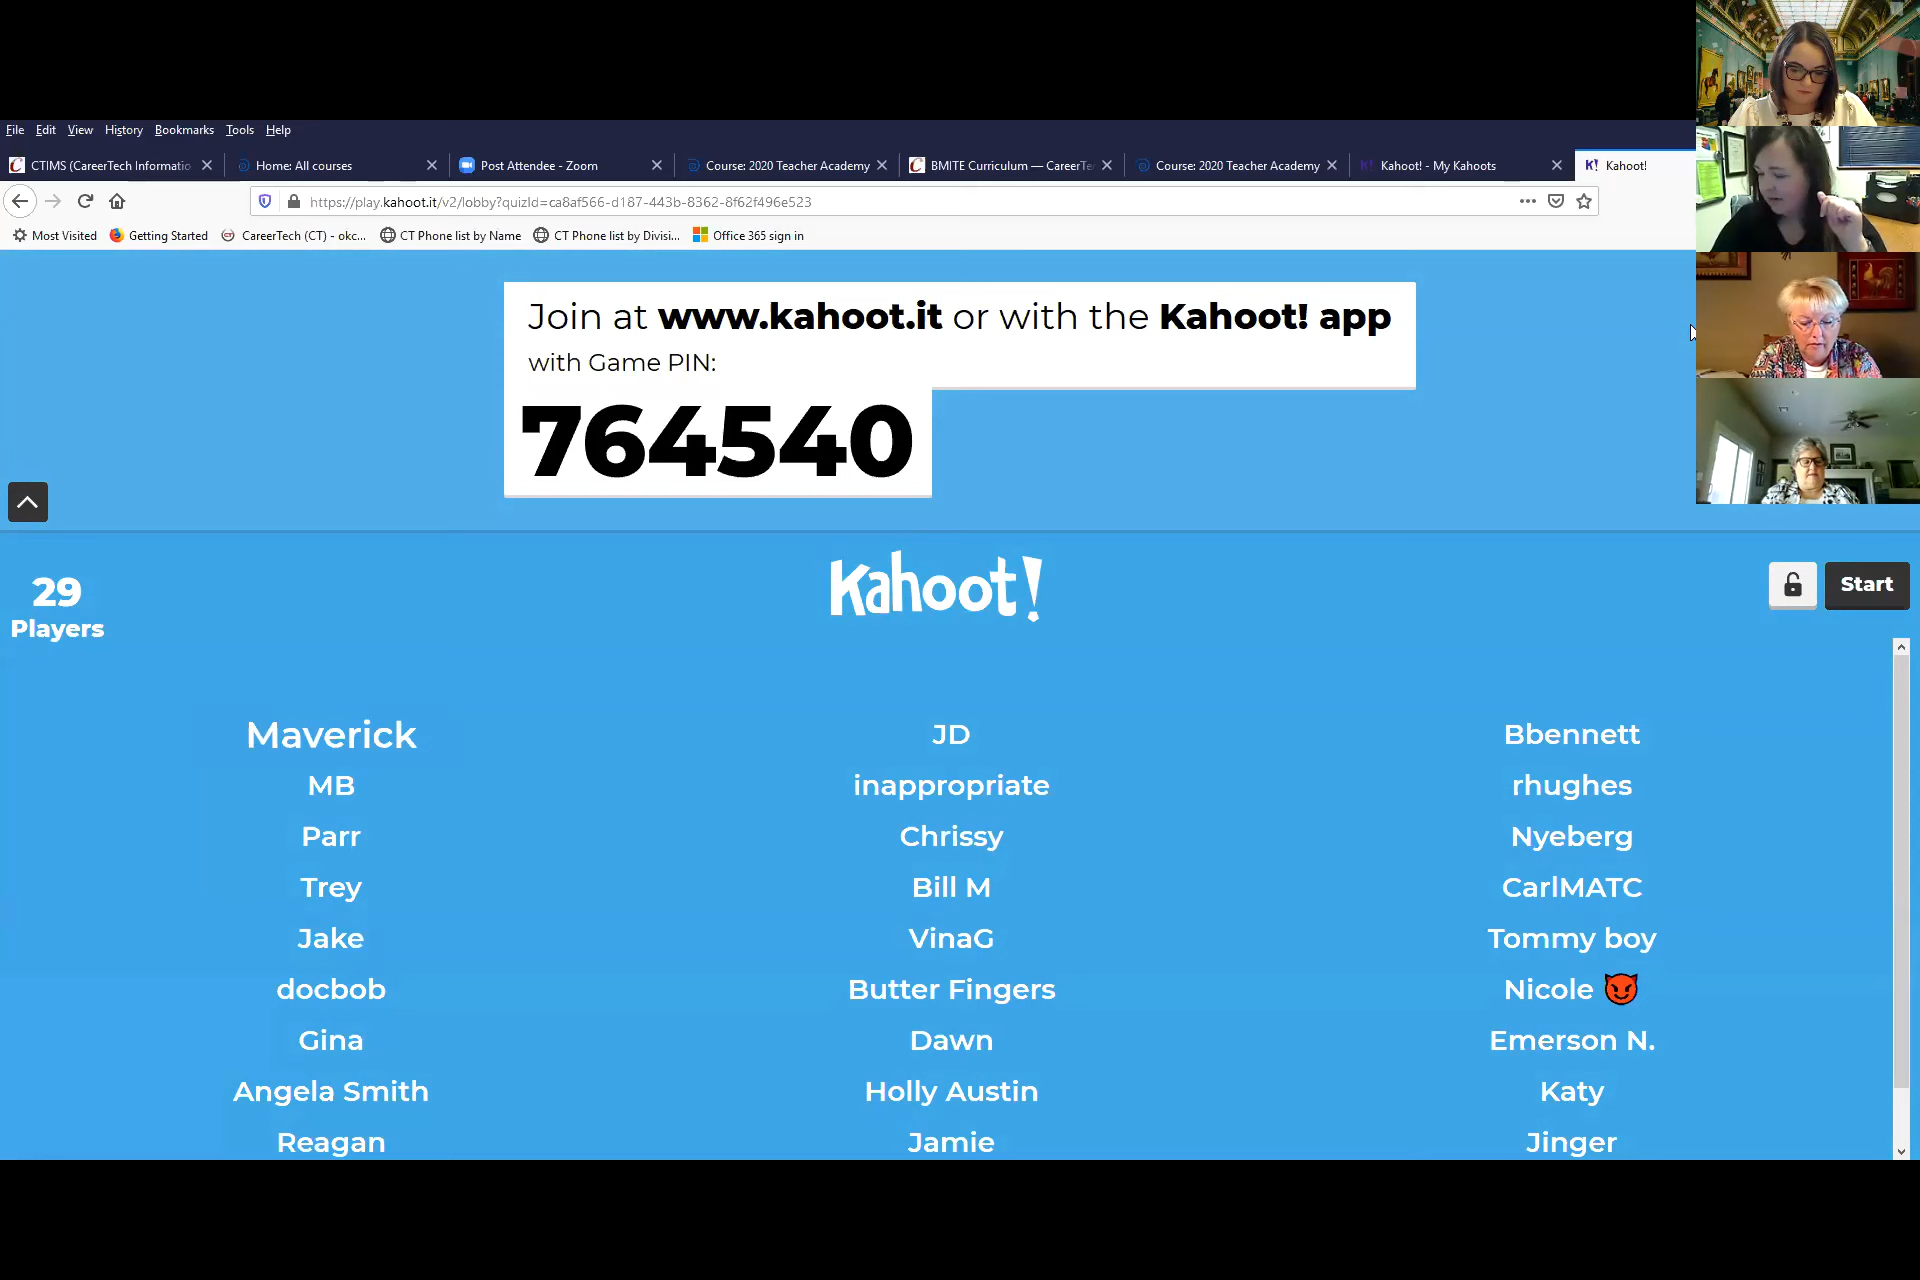 File Edit View History Bookmarks Tools Help
CTIMS (CareerTech Informatio Home: All courses Post Attendee - Zoom Course: 2020 Teacher Academy BMITE Curriculum — CareerTe Course: 2020 Teacher Academy Kahoot! - My Kahoots K! Kahoot!
https://play.kahoot.it/v2/lobby?quizId=ca8af566-d187-443b-8362-8f62f496e523
Most Visited Getting Started CareerTech (CT) - okc... CT Phone list by Name CT Phone list by Divisi... Office 365 sign in
Join at www.kahoot.it or with the Kahoot! app
with Game PIN:
764540
29
Players
Kahoot!
Start
Maverick JD Bbennett
MB inappropriate rhughes
Parr Chrissy Nyeberg
Trey Bill M CarlMATC
Jake VinaG Tommy boy
docbob Butter Fingers Nicole 😈
Gina Dawn Emerson N.
Angela Smith Holly Austin Katy
Reagan Jamie Jinger